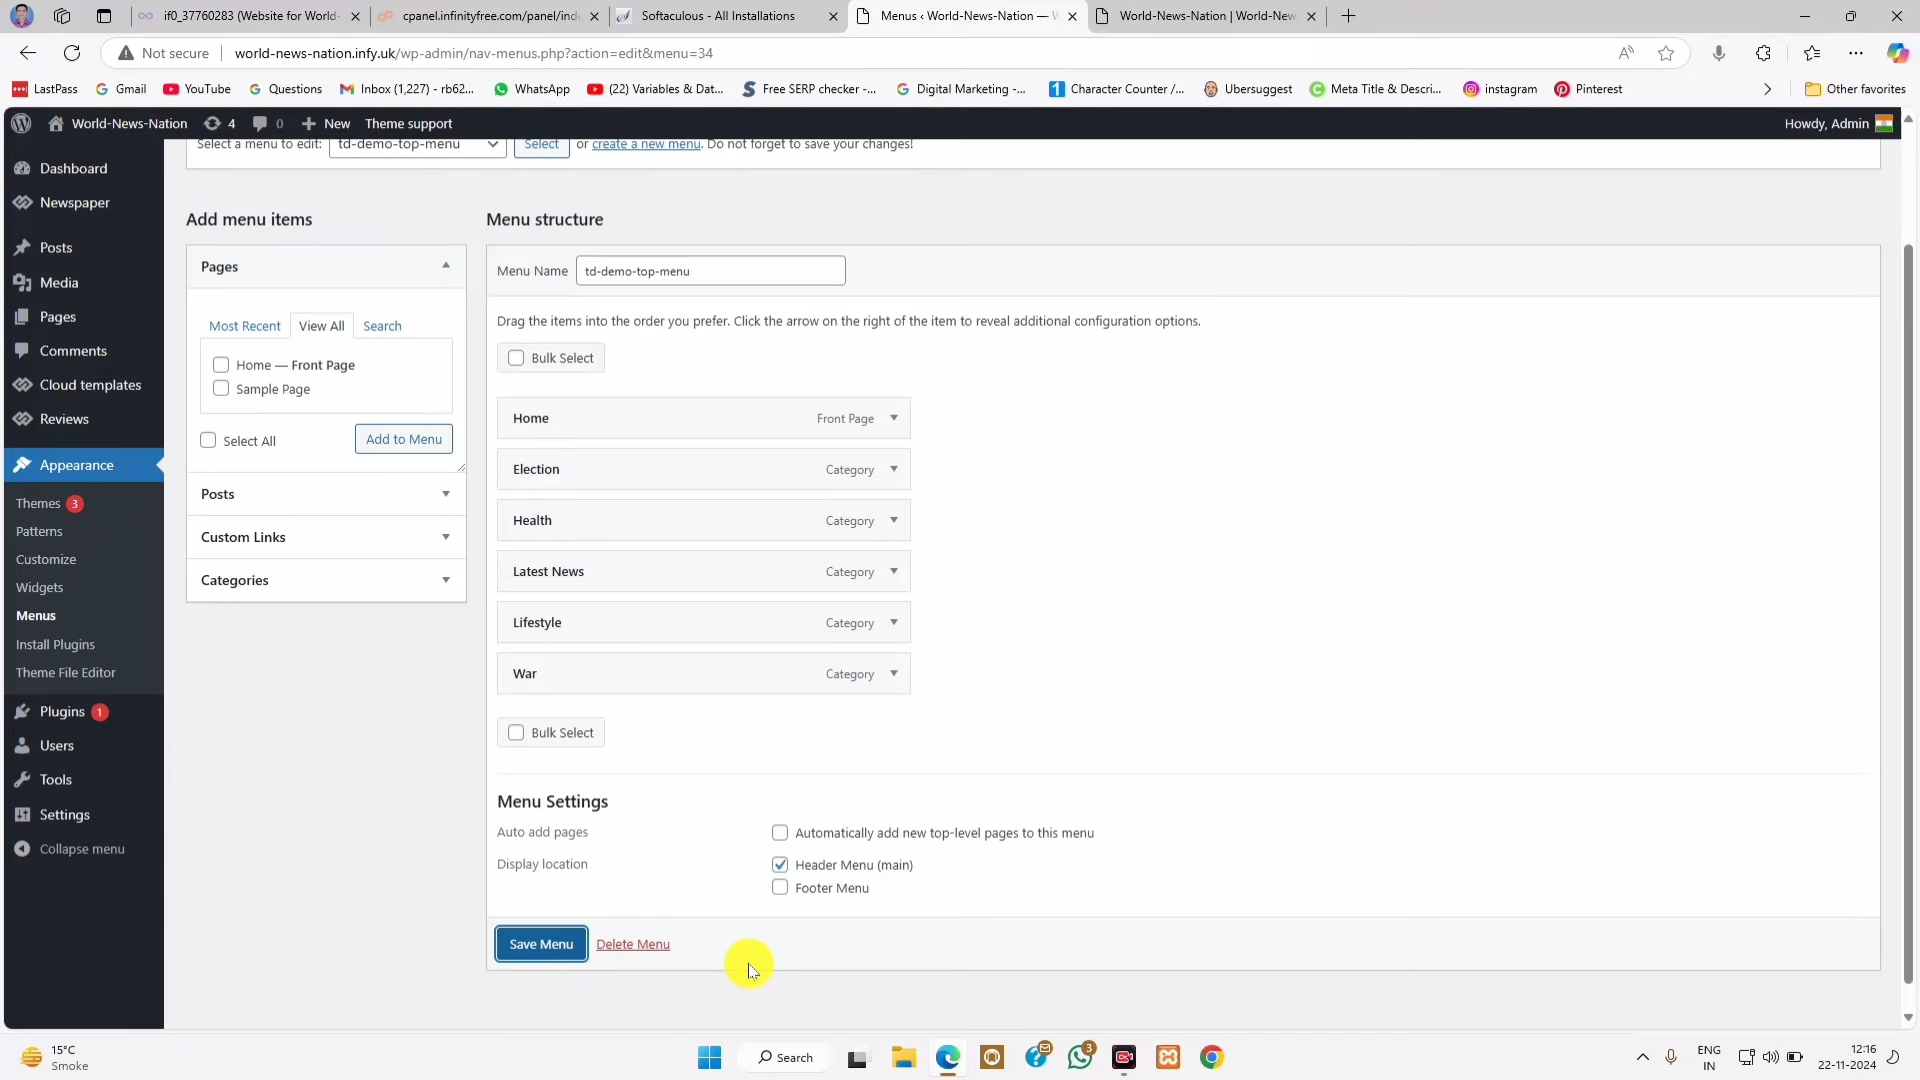 if0_37760283 (Website for World-
cpanel.infinityfree.com/panel/ind
Softaculous - All Installations
Menus ‹ World-News-Nation —
World-News-Nation | World-New
Not secure
world-news-nation.infy.uk/wp-admin/nav-menus.php?action=edit&menu=34
LastPass
Gmail
YouTube
Questions
Inbox (1,227) - rb62...
WhatsApp
(22) Variables & Dat...
Free SERP checker -...
Digital Marketing -...
Character Counter /...
Ubersuggest
Meta Title & Descri...
instagram
Pinterest
Other favorites
World-News-Nation
4
0
New
Theme support
Howdy, Admin
Select a menu to edit:
td-demo-top-menu
Select
or create a new menu. Do not forget to save your changes!
Dashboard
Newspaper
Posts
Media
Pages
Comments
Cloud templates
Reviews
Appearance
Themes 3
Patterns
Customize
Widgets
Menus
Install Plugins
Theme File Editor
Plugins 1
Users
Tools
Settings
Collapse menu
Add menu items
Pages
Most Recent
View All
Search
Home — Front Page
Sample Page
Select All
Add to Menu
Posts
Custom Links
Categories
Menu structure
Menu Name
td-demo-top-menu
Drag the items into the order you prefer. Click the arrow on the right of the item to reveal additional configuration options.
Bulk Select
Home
Front Page
Election
Category
Health
Category
Latest News
Category
Lifestyle
Category
War
Category
Bulk Select
Menu Settings
Auto add pages
Automatically add new top-level pages to this menu
Display location
Header Menu (main)
Footer Menu
Save Menu
Delete Menu
15°C
Smoke
Search
3
ENG
IN
12:16
22-11-2024